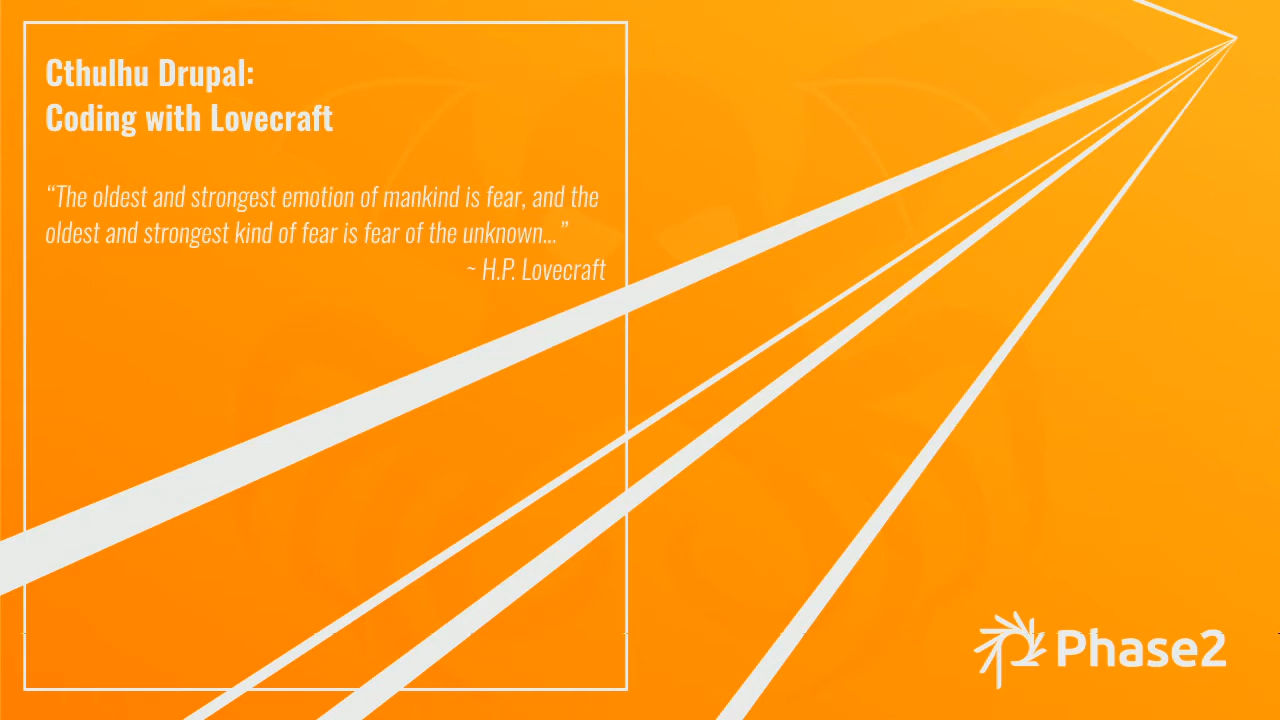 Cthulhu Drupal:
Coding with Lovecraft
“The oldest and strongest emotion of mankind is fear, and the
oldest and strongest kind of fear is fear of the unknown...”
~ H.P. Lovecraft
Phase2